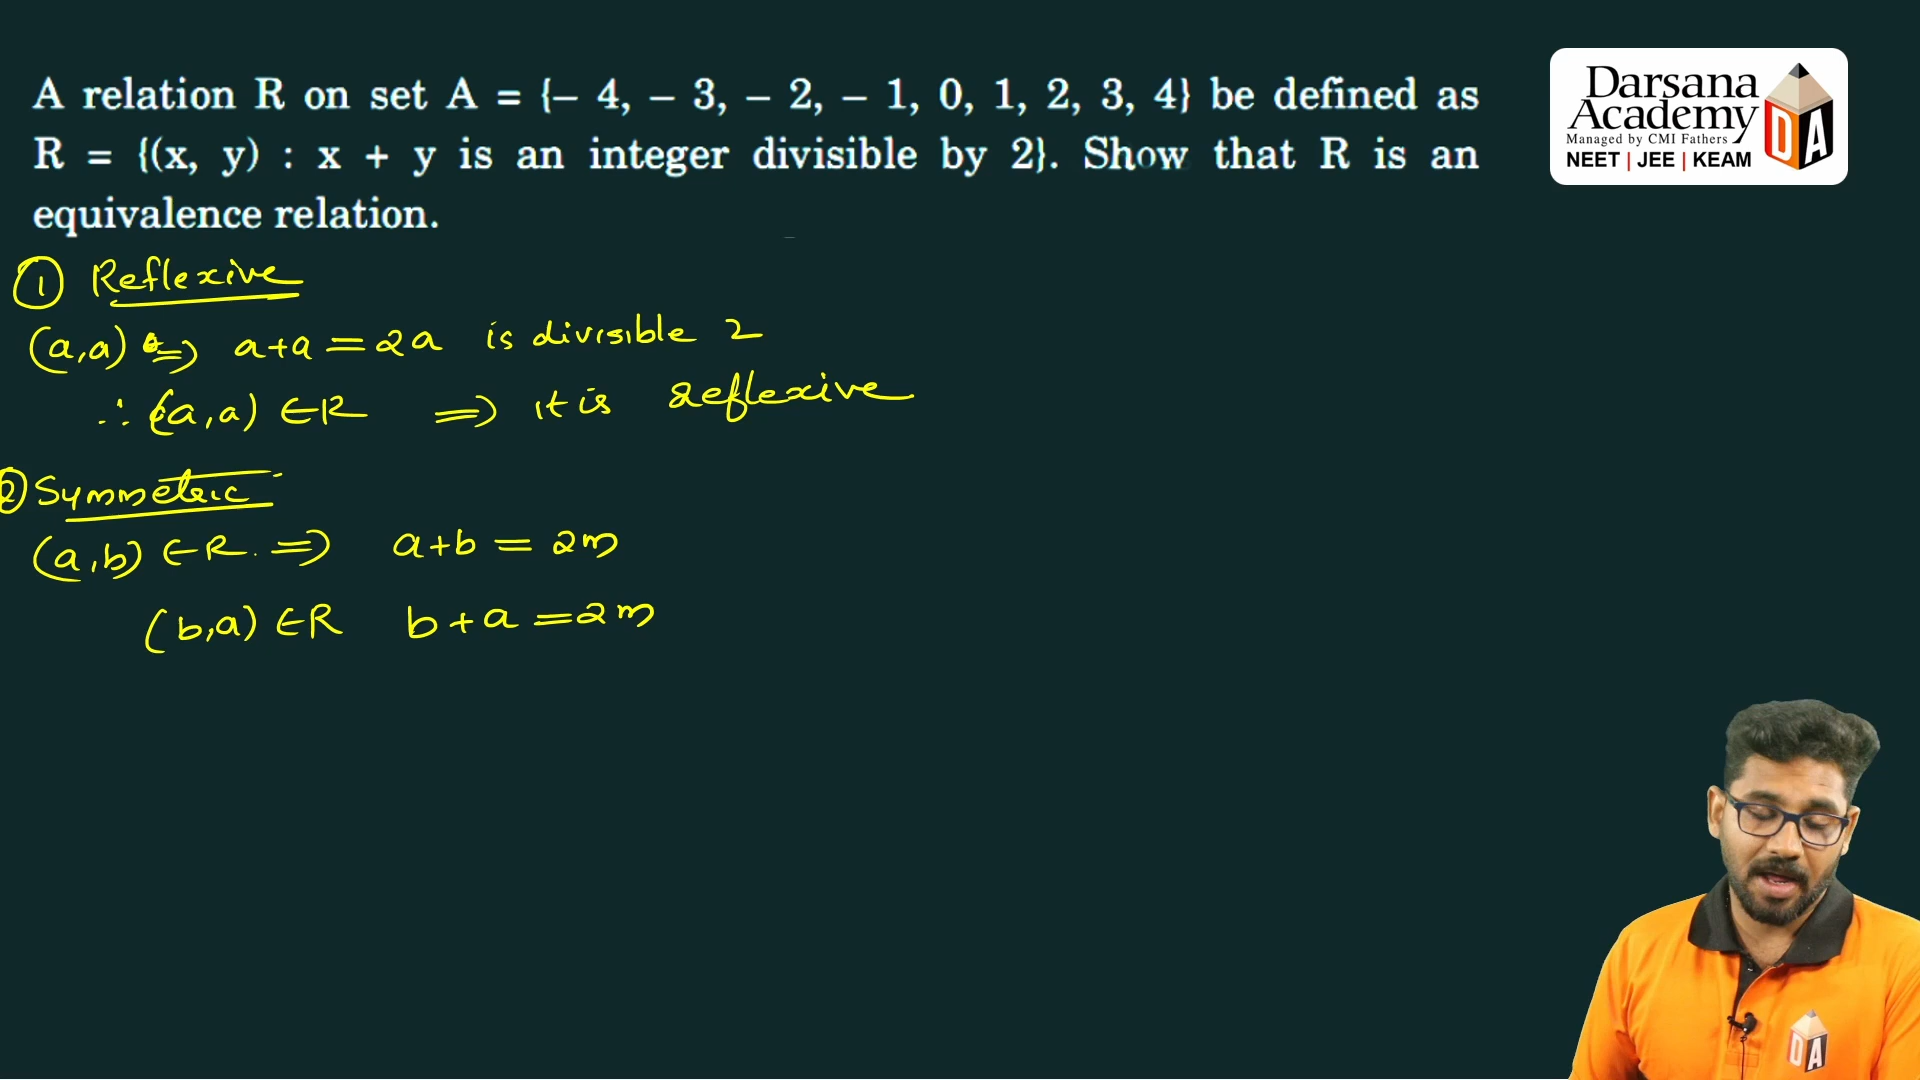 A relation R on set A = {– 4, – 3, – 2, – 1, 0, 1, 2, 3, 4} be defined as
R = {(x, y) : x + y is an integer divisible by 2}. Show that R is an
equivalence relation.
Darsana
Academy
Managed by CMI Fathers
NEET | JEE | KEAM
DA
① Reflexive
(a,a) ⇒ a+a = 2a is divisible 2
∴ (a,a) ∈R ⇒ it is reflexive
② Symmetric
(a,b) ∈R. ⇒ a+b = 2m
(b,a) ∈R b+a = 2m
DA